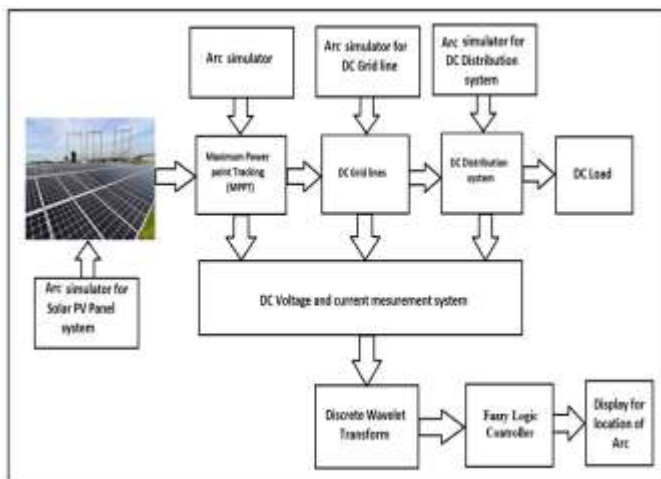 Arc simulator
Arc simulator for
DC Grid line
Arc simulator for
DC Distribution
system
Maximum Power
point Tracking
(MPPT)
DC Grid lines
DC Distribution
system
DC Load
Arc simulator for
Solar PV Panel
system
DC Voltage and current mesurement system
Discrete Wavelet
Transform
Fuzzy Logic
Controller
Display for
location of
Arc